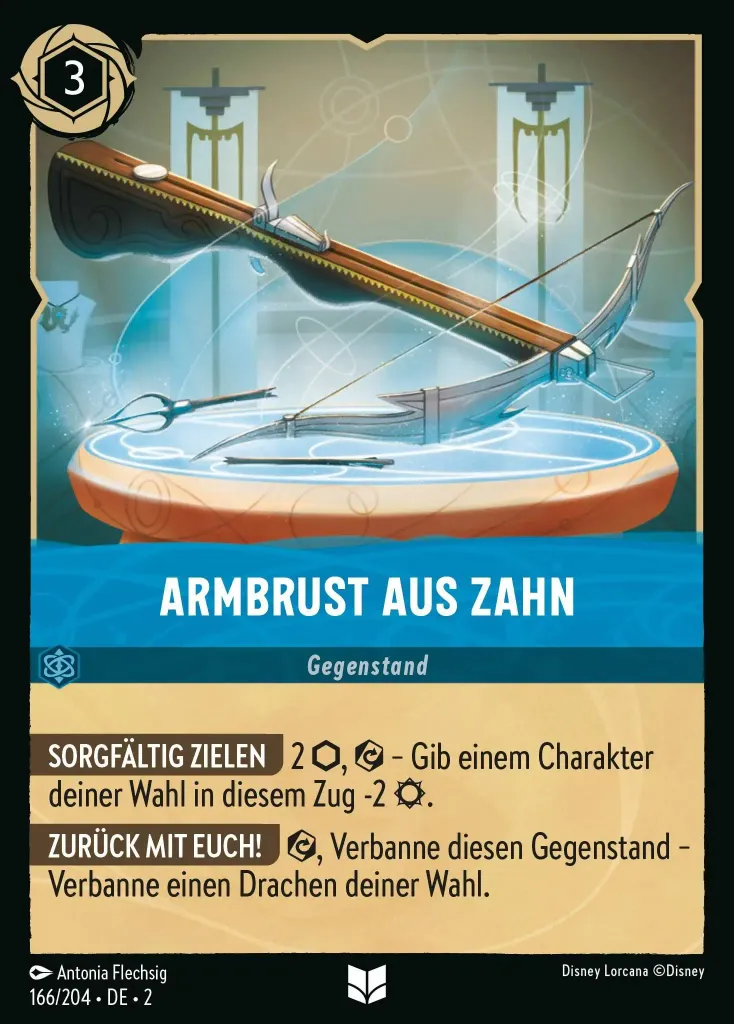 3
ARMBRUST AUS ZAHN
Gegenstand
SORGFÄLTIG ZIELEN 2 ⬡, ⟳ – Gib einem Charakter
deiner Wahl in diesem Zug -2 ☼.
ZURÜCK MIT EUCH! ⟳, Verbanne diesen Gegenstand –
Verbanne einen Drachen deiner Wahl.
Antonia Flechsig
Disney Lorcana ©Disney
166/204 • DE • 2